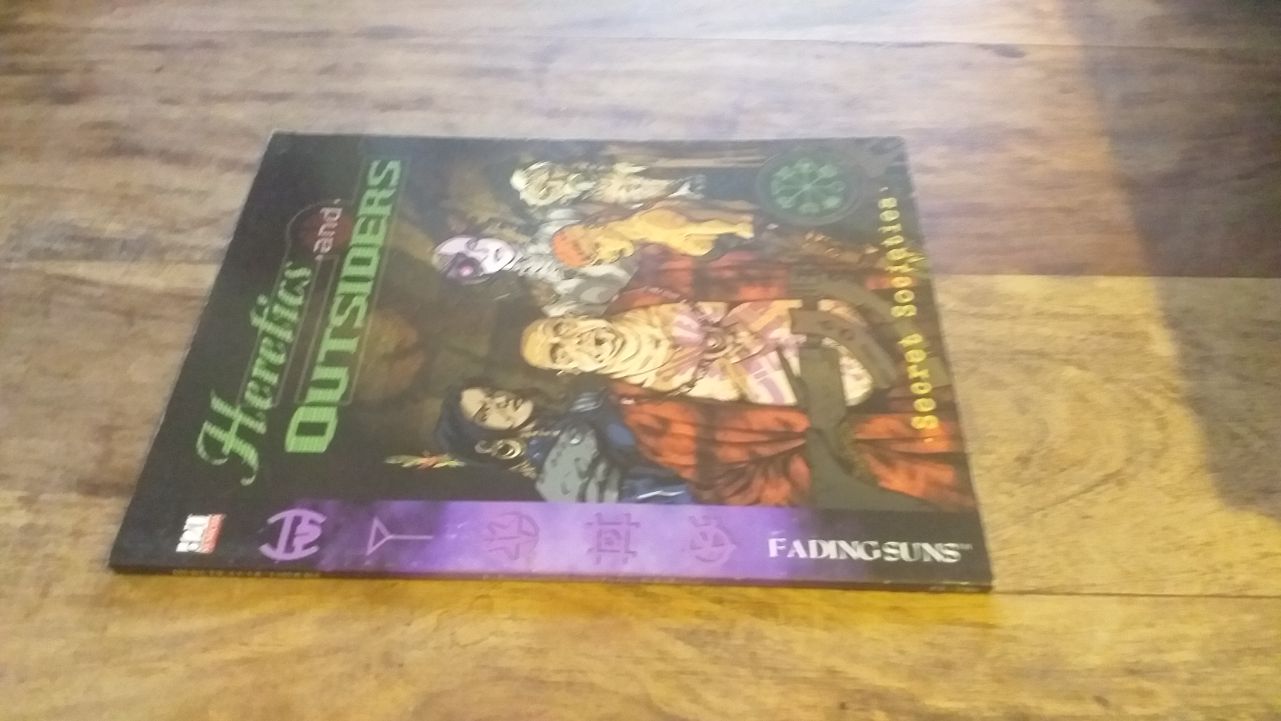 Heretics
and
OUTSIDERS
Secret Societies
FADING SUNS